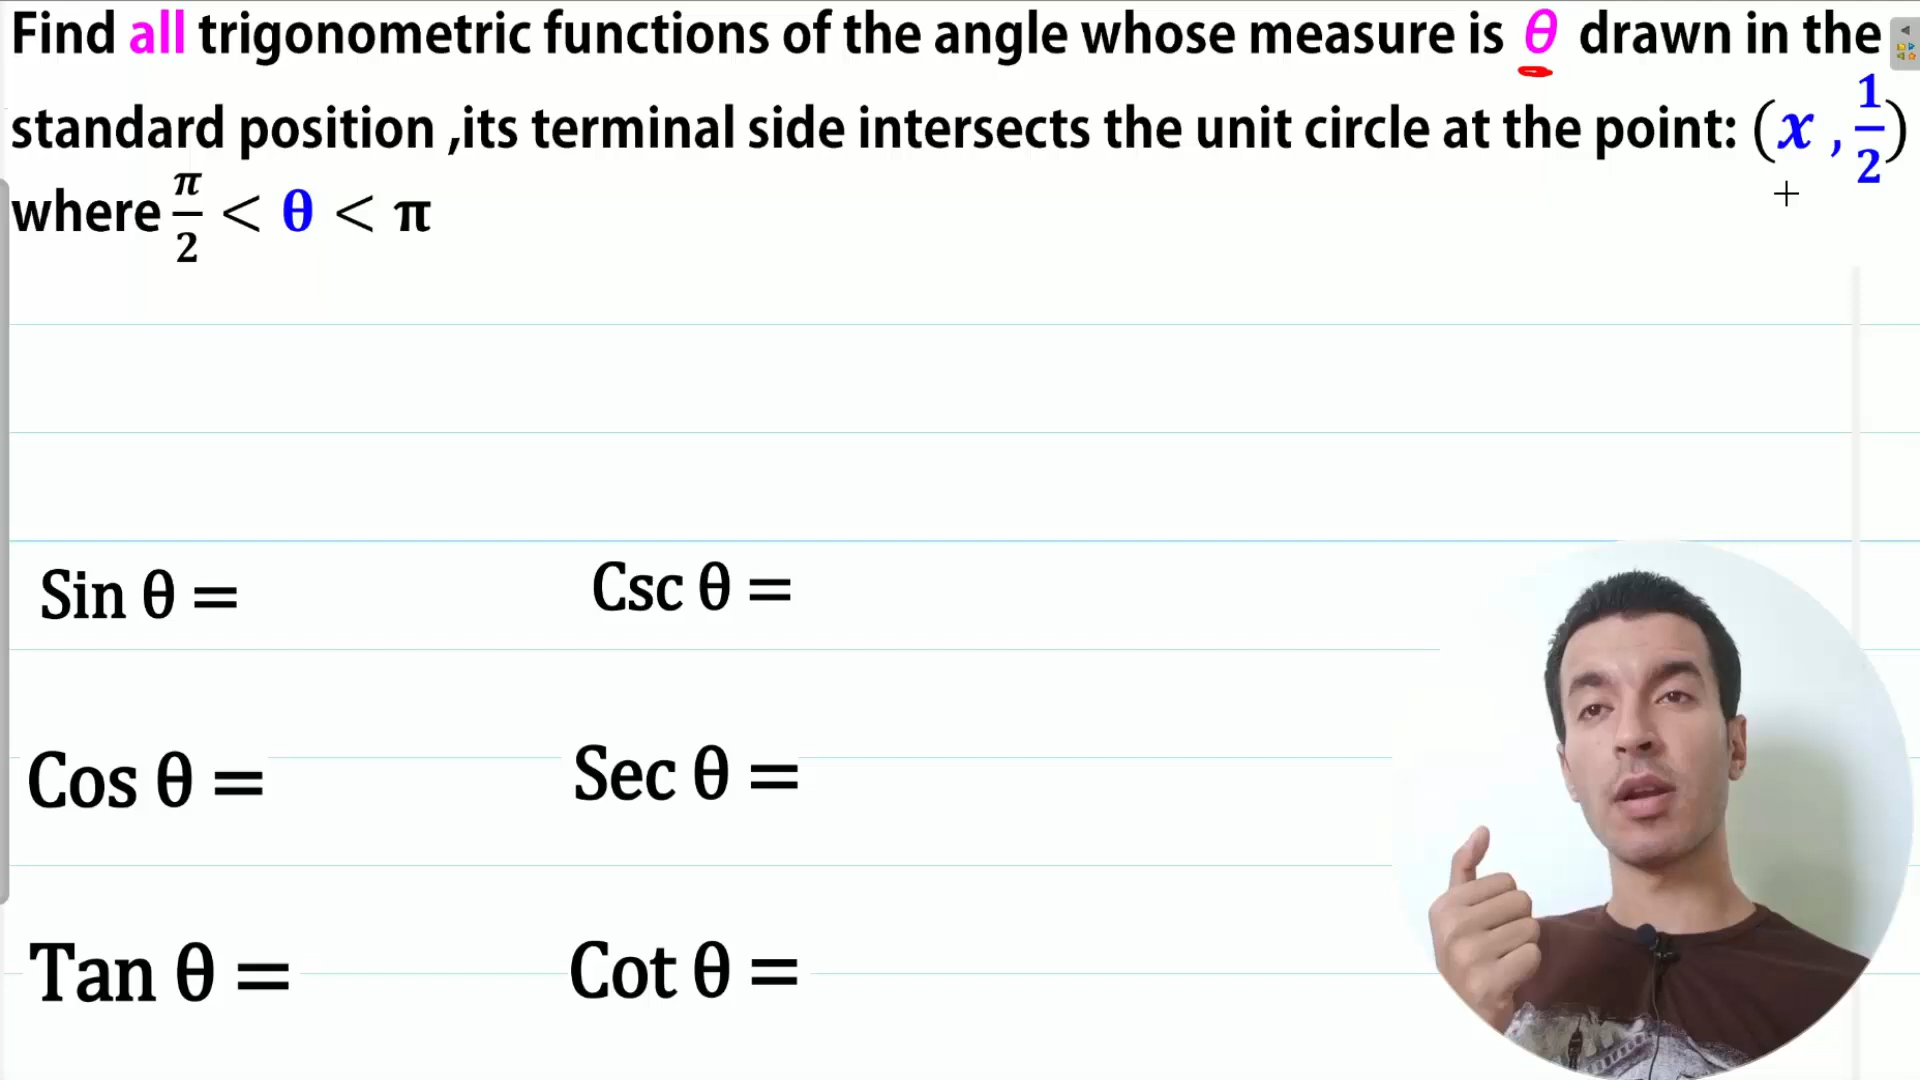 Find all trigonometric functions of the angle whose measure is θ drawn in the
standard position ,its terminal side intersects the unit circle at the point: (x , 1/2)
where π/2 < θ < π
Sin θ =
Csc θ =
Cos θ =
Sec θ =
Tan θ =
Cot θ =